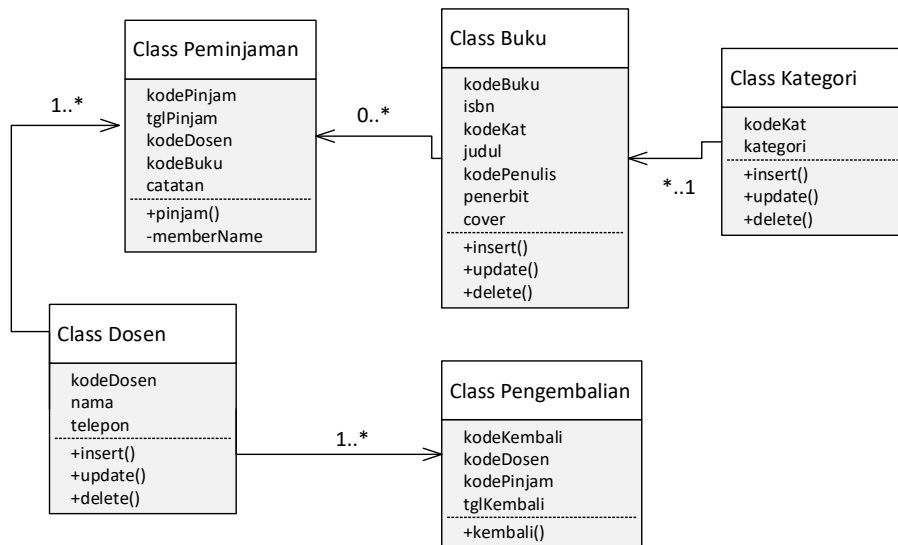 Class Peminjaman
kodePinjam
tglPinjam
kodeDosen
kodeBuku
catatan
+pinjam()
-memberName
Class Buku
kodeBuku
isbn
kodeKat
judul
kodePenulis
penerbit
cover
+insert()
+update()
+delete()
Class Kategori
kodeKat
kategori
+insert()
+update()
+delete()
1..*
0..*
*..1
Class Dosen
kodeDosen
nama
telepon
+insert()
+update()
+delete()
1..*
Class Pengembalian
kodeKembali
kodeDosen
kodePinjam
tglKembali
+kembali()